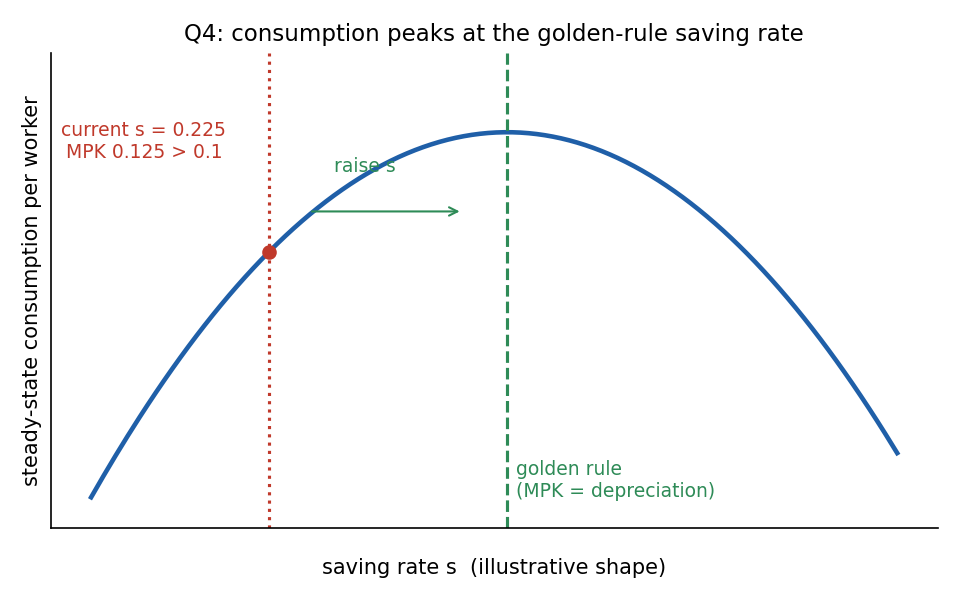 Q4: consumption peaks at the golden-rule saving rate
current s = 0.225
MPK 0.125 > 0.1
raise s
steady-state consumption per worker
golden rule
(MPK = depreciation)
saving rate s  (illustrative shape)